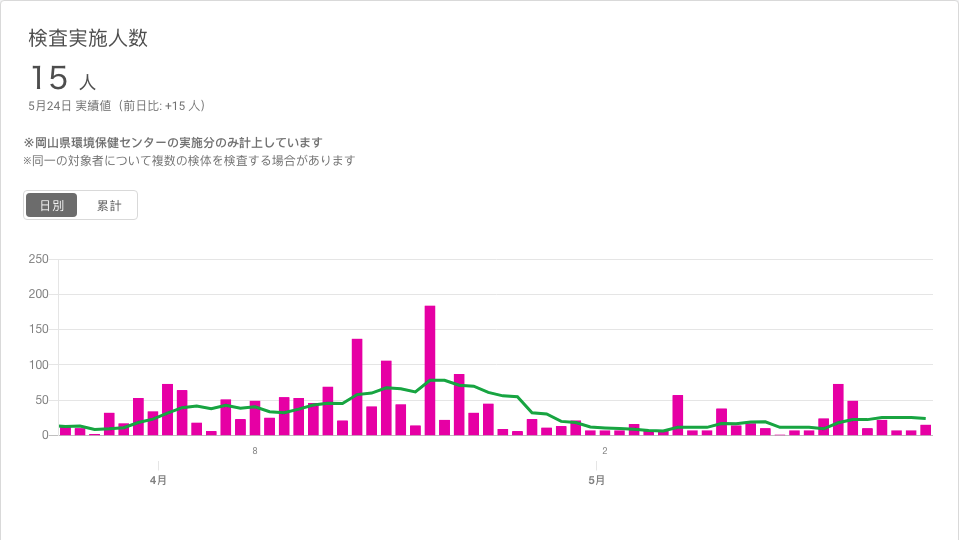 検査実施人数
15 人
5月24日 実績値（前日比: +15 人）
※岡山県環境保健センターの実施分のみ計上しています
※同一の対象者について複数の検体を検査する場合があります
日別 累計
250
200
150
100
50
0
8 2
4月 5月